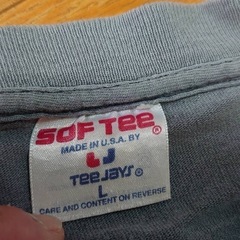 SOF TEE®
MADE IN U.S.A. BY
TEEJAYS®
L
CARE AND CONTENT ON REVERSE